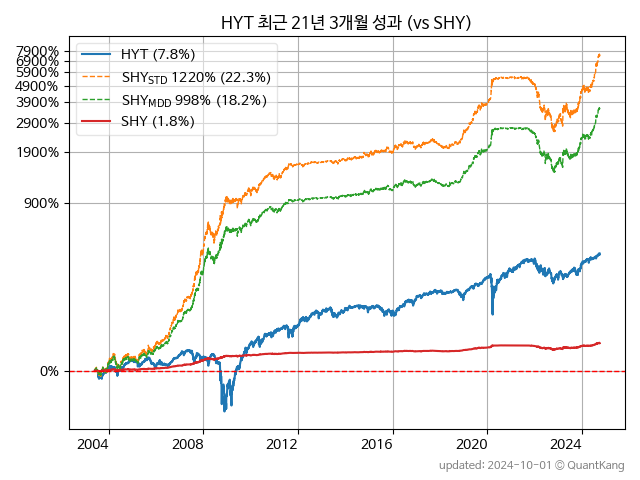 HYT 최근 21년 3개월 성과 (vs SHY)
7900%
6900%
5900%
4900%
3900%
2900%
1900%
900%
0%
HYT (7.8%)
SHYSTD 1220% (22.3%)
SHYMDD 998% (18.2%)
SHY (1.8%)
2004 2008 2012 2016 2020 2024
updated: 2024-10-01 © QuantKang